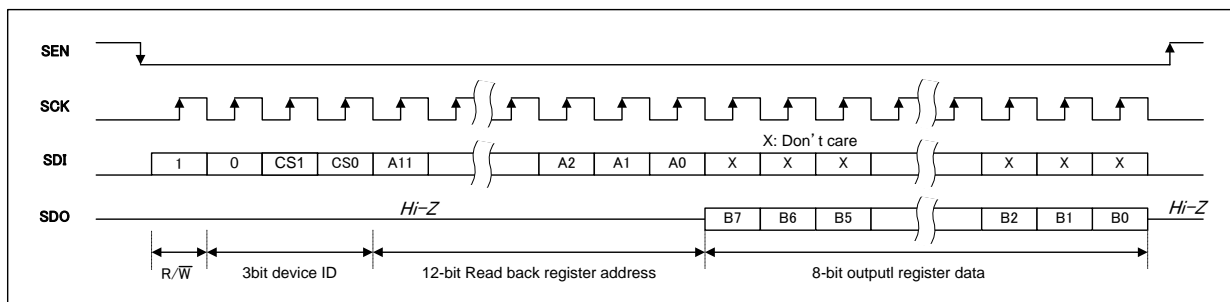 SEN
SCK
X: Don't care
SDI 1 0 CS1 CS0 A11 A2 A1 A0 X X X X X X
SDO Hi-Z B7 B6 B5 B2 B1 B0 Hi-Z
R/W̅ 3bit device ID 12-bit Read back register address 8-bit outputl register data